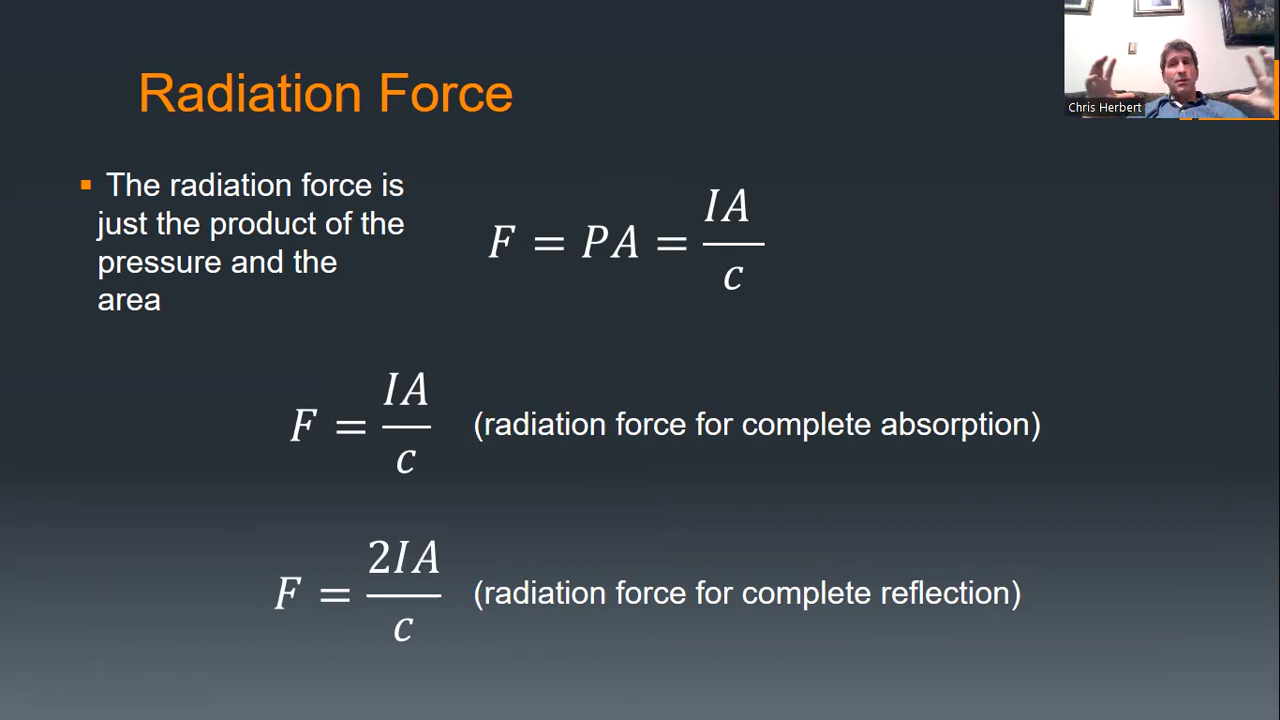 Radiation Force
Chris Herbert
▪ The radiation force is
just the product of the
pressure and the
area
F = PA = IA/c
F = IA/c (radiation force for complete absorption)
F = 2IA/c (radiation force for complete reflection)